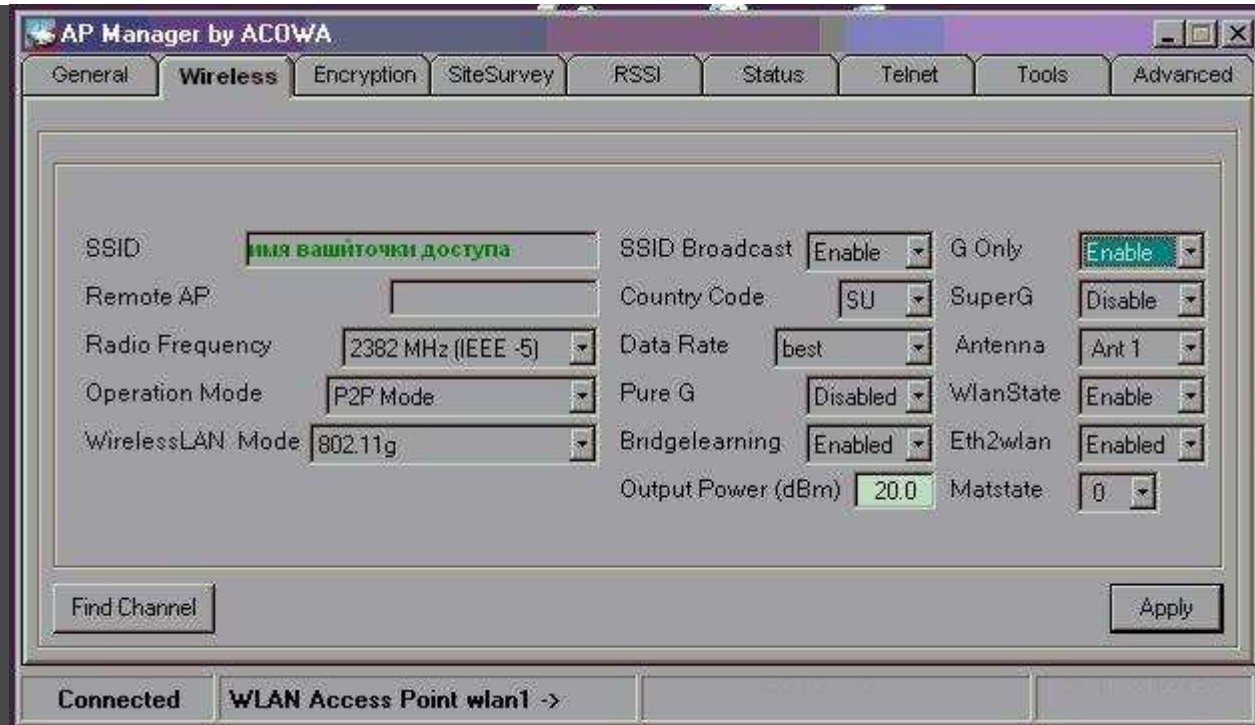 AP Manager by ACOWA
General Wireless Encryption SiteSurvey RSSI Status Telnet Tools Advanced
SSID имя вашйточки доступа SSID Broadcast Enable G Only Enable
Remote AP Country Code SU SuperG Disable
Radio Frequency 2382 MHz (IEEE -5) Data Rate best Antenna Ant 1
Operation Mode P2P Mode Pure G Disabled WlanState Enable
WirelessLAN Mode 802.11g Bridgelearning Enabled Eth2wlan Enabled
Output Power (dBm) 20.0 Matstate 0
Find Channel Apply
Connected WLAN Access Point wlan1 ->